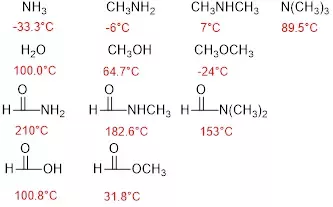 NH₃ CH₃NH₂ CH₃NHCH₃ N(CH₃)₃
-33.3°C -6°C 7°C 89.5°C
H₂O CH₃OH CH₃OCH₃
100.0°C 64.7°C -24°C
O O O
H NH₂ H NHCH₃ H N(CH₃)₂
210°C 182.6°C 153°C
O O
H OH H OCH₃
100.8°C 31.8°C